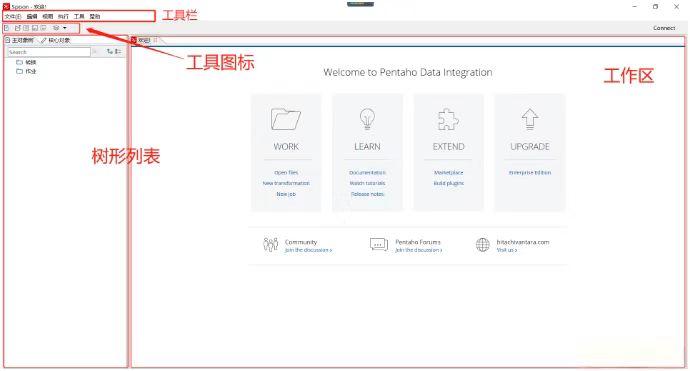 Spoon - 欢迎!
文件(F) 编辑 视图 执行 工具 帮助
工具栏
Connect
主对象树 核心对象
欢迎!
工具图标
工作区
Search
转换
作业
树形列表
Welcome to Pentaho Data Integration
WORK
Open files
New transformation
New job
LEARN
Documentation
Watch tutorials
Release notes
EXTEND
Marketplace
Build plugins
UPGRADE
Enterprise Edition
Community
Join the discussion >
Pentaho Forums
Join the discussion >
hitachivantara.com
Visit us >